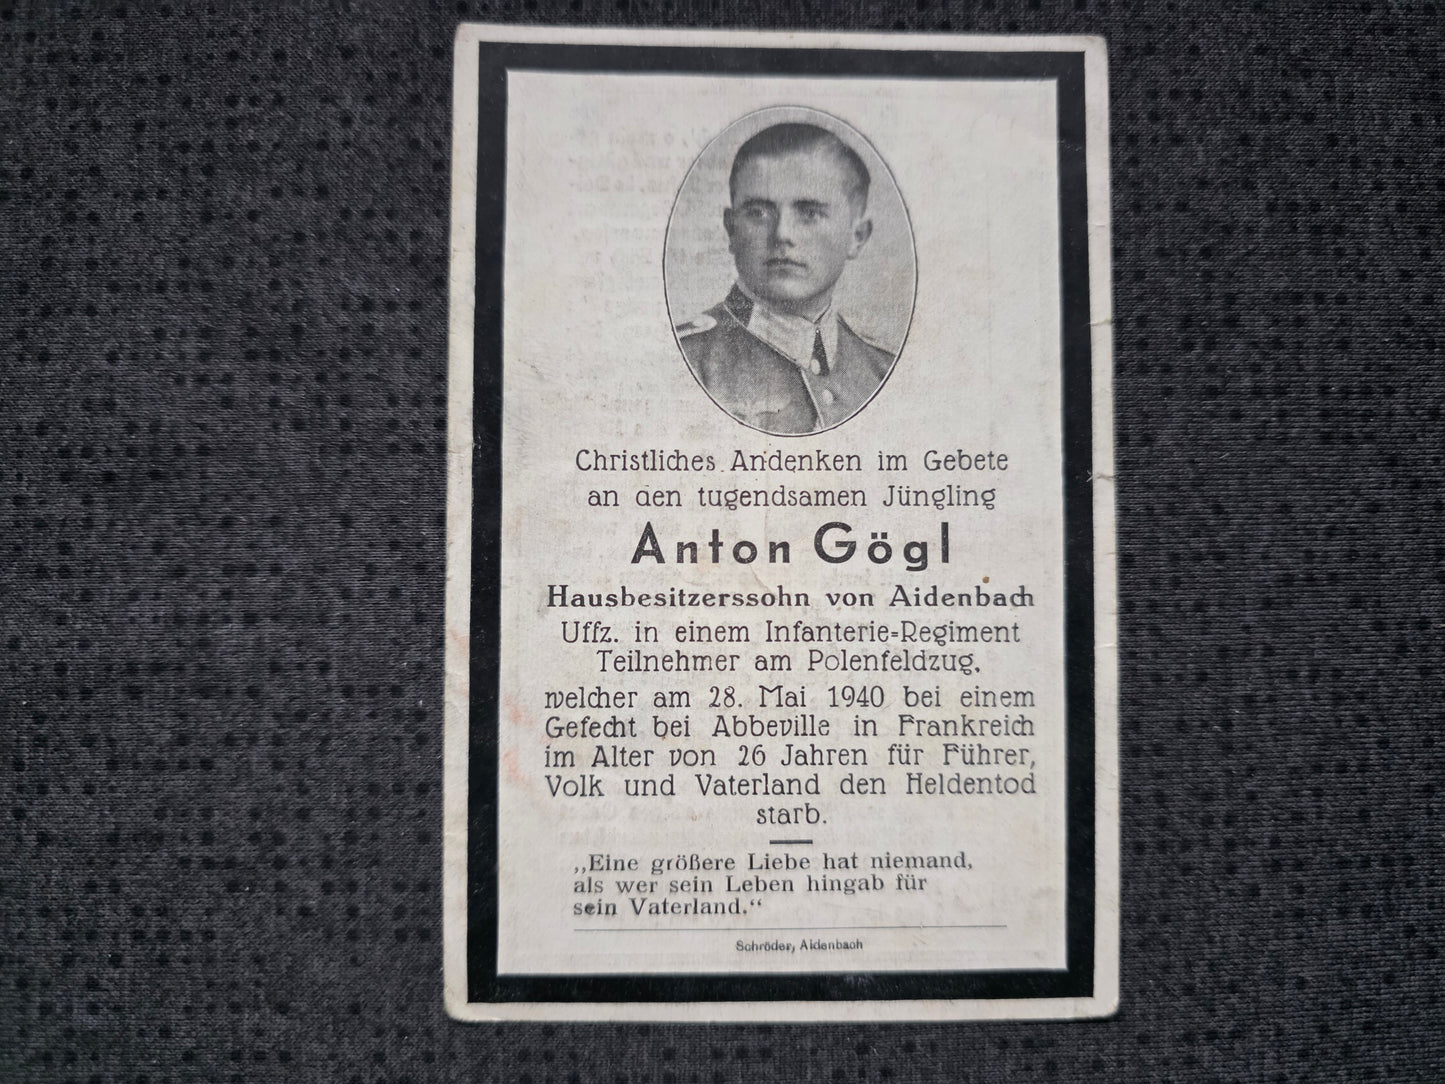 Christliches Andenken im Gebete
an den tugendsamen Jüngling
Anton Gögl
Hausbesitzerssohn von Aidenbach
Uffz. in einem Infanterie-Regiment
Teilnehmer am Polenfeldzug.
welcher am 28. Mai 1940 bei einem
Gefecht bei Abbeville in Frankreich
im Alter von 26 Jahren für Führer,
Volk und Vaterland den Heldentod
starb.
„Eine größere Liebe hat niemand,
als wer sein Leben hingab für
sein Vaterland.“
Schröder, Aidenbach